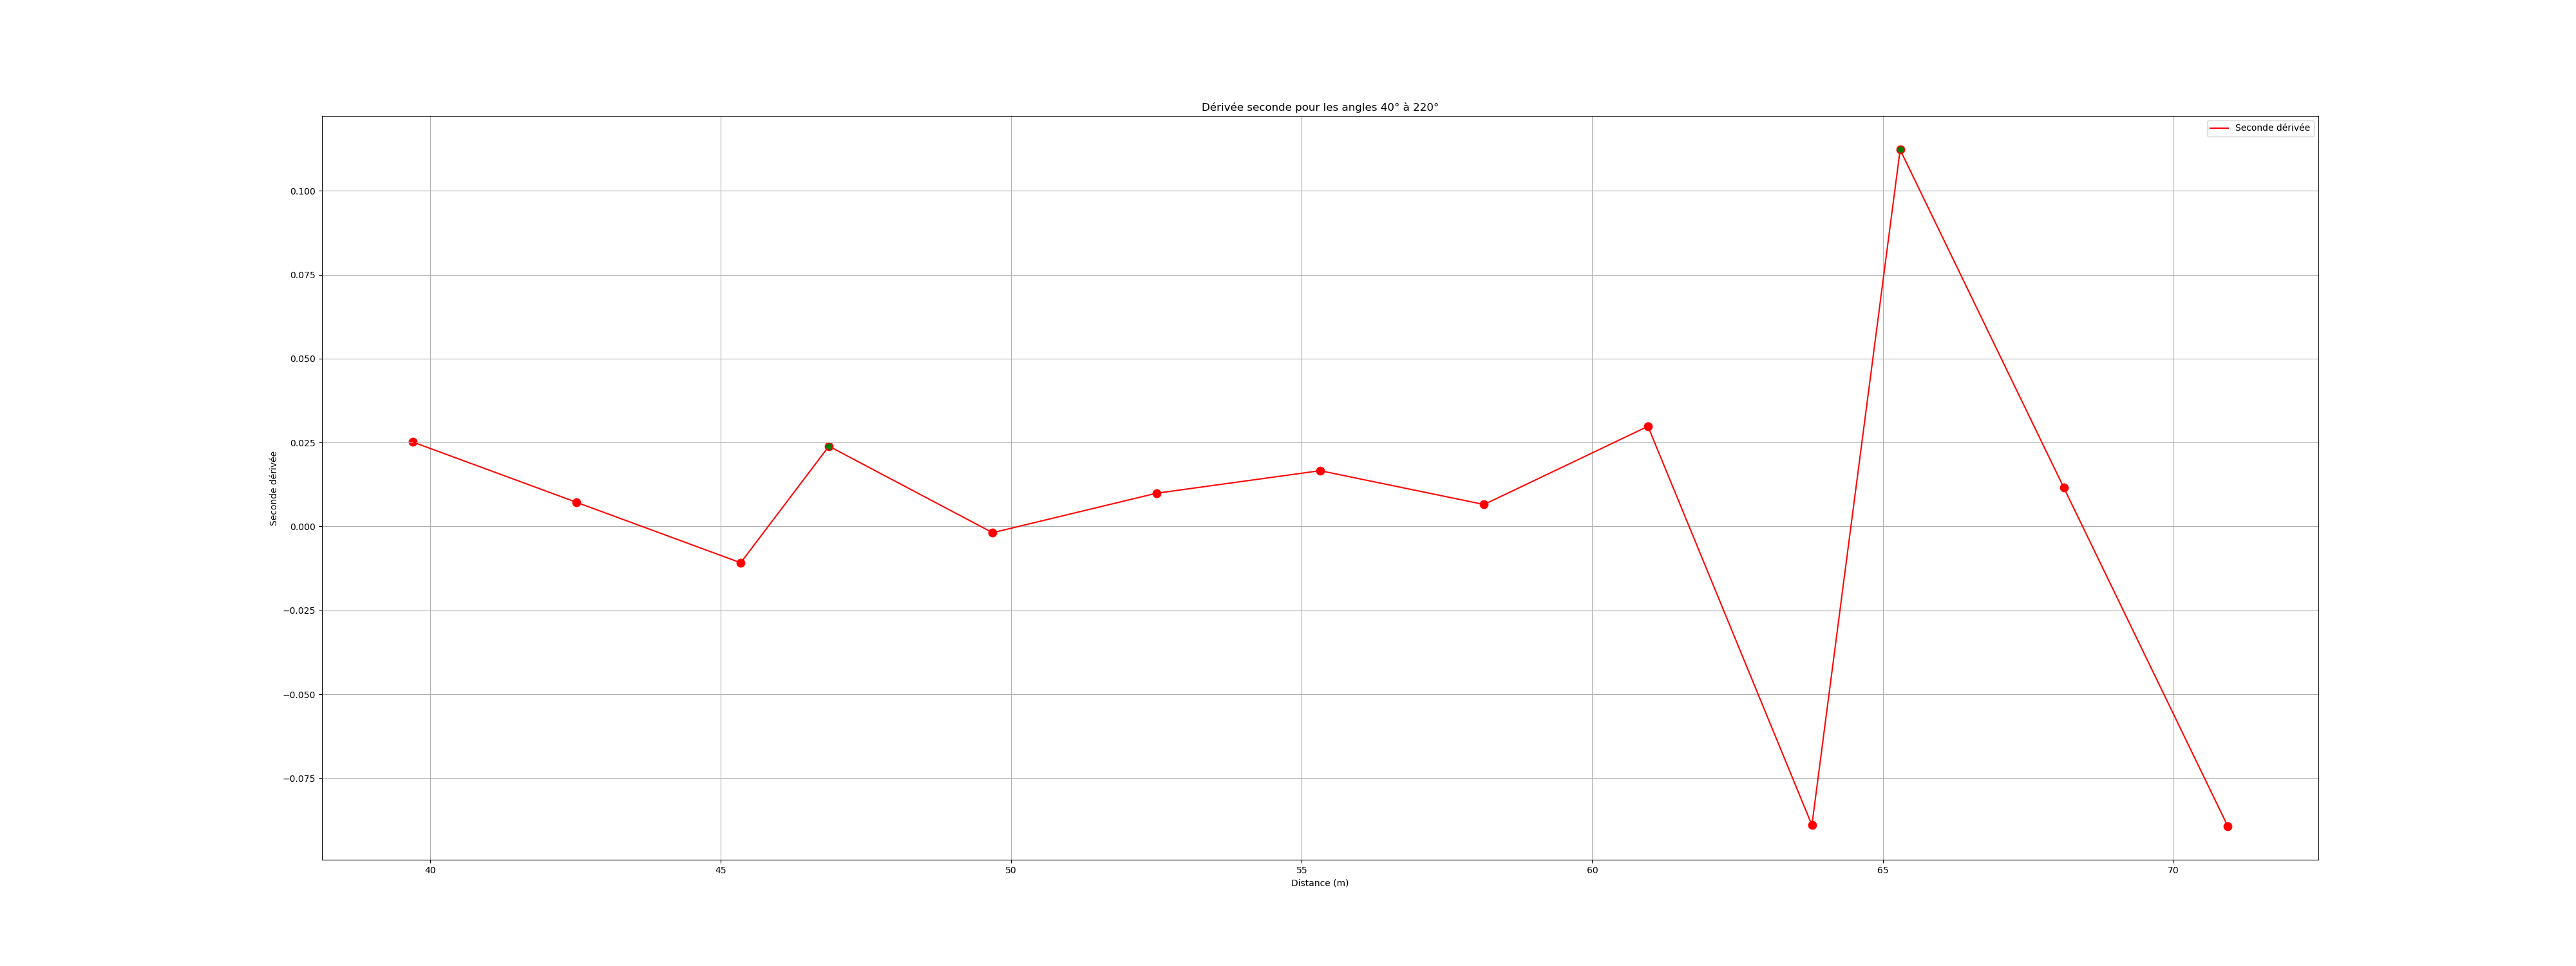 Dérivée seconde pour les angles 40° à 220°
Seconde dérivée
0.100
0.075
0.050
0.025
0.000
−0.025
−0.050
−0.075
Seconde dérivée
40 45 50 55 60 65 70
Distance (m)